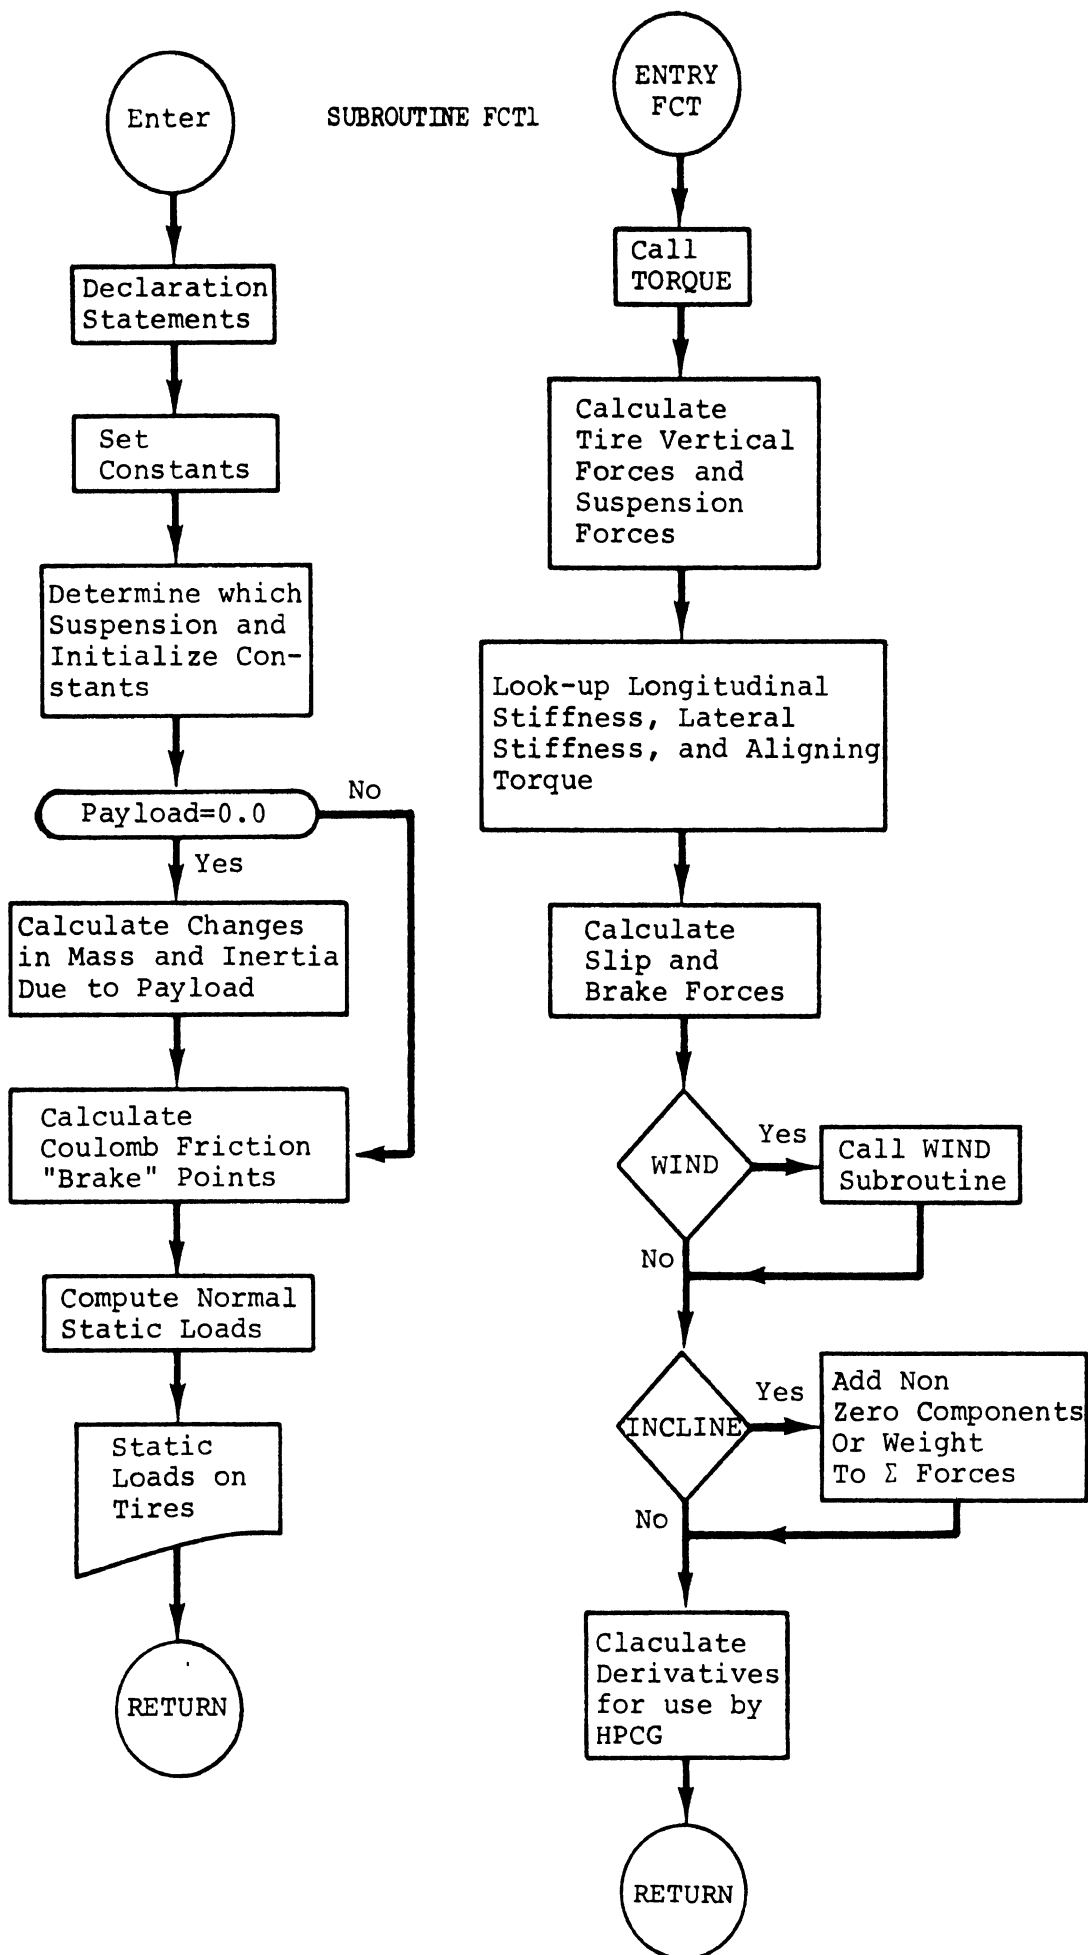 SUBROUTINE FCT1
Enter
Declaration
Statements
Set
Constants
Determine which
Suspension and
Initialize Con-
stants
Payload=0.0
No
Yes
Calculate Changes
in Mass and Inertia
Due to Payload
Calculate
Coulomb Friction
"Brake" Points
Compute Normal
Static Loads
Static
Loads on
Tires
RETURN
ENTRY
FCT
Call
TORQUE
Calculate
Tire Vertical
Forces and
Suspension
Forces
Look-up Longitudinal
Stiffness, Lateral
Stiffness, and Aligning
Torque
Calculate
Slip and
Brake Forces
WIND
Yes
Call WIND
Subroutine
No
INCLINE
Yes
Add Non
Zero Components
Or Weight
To Σ Forces
No
Claculate
Derivatives
for use by
HPCG
RETURN